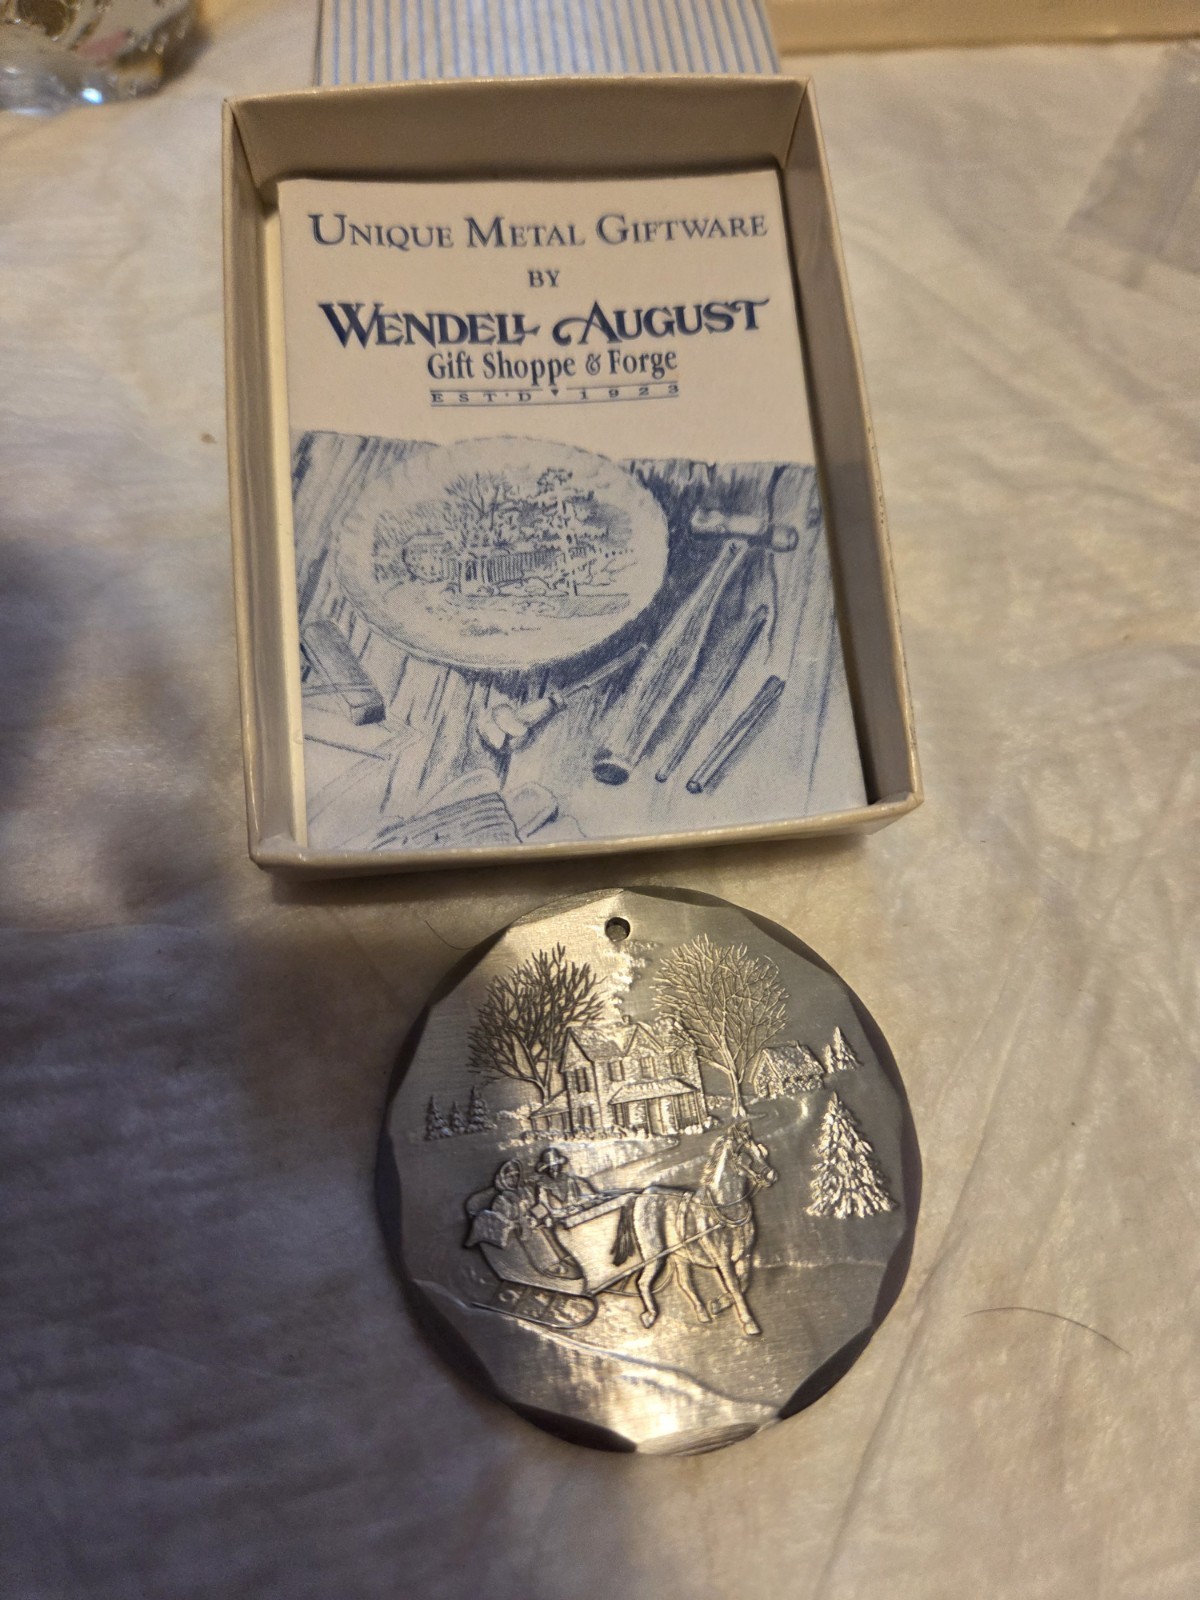 UNIQUE METAL GIFTWARE
BY
WENDELL AUGUST
Gift Shoppe & Forge
EST'D ▾ 1923